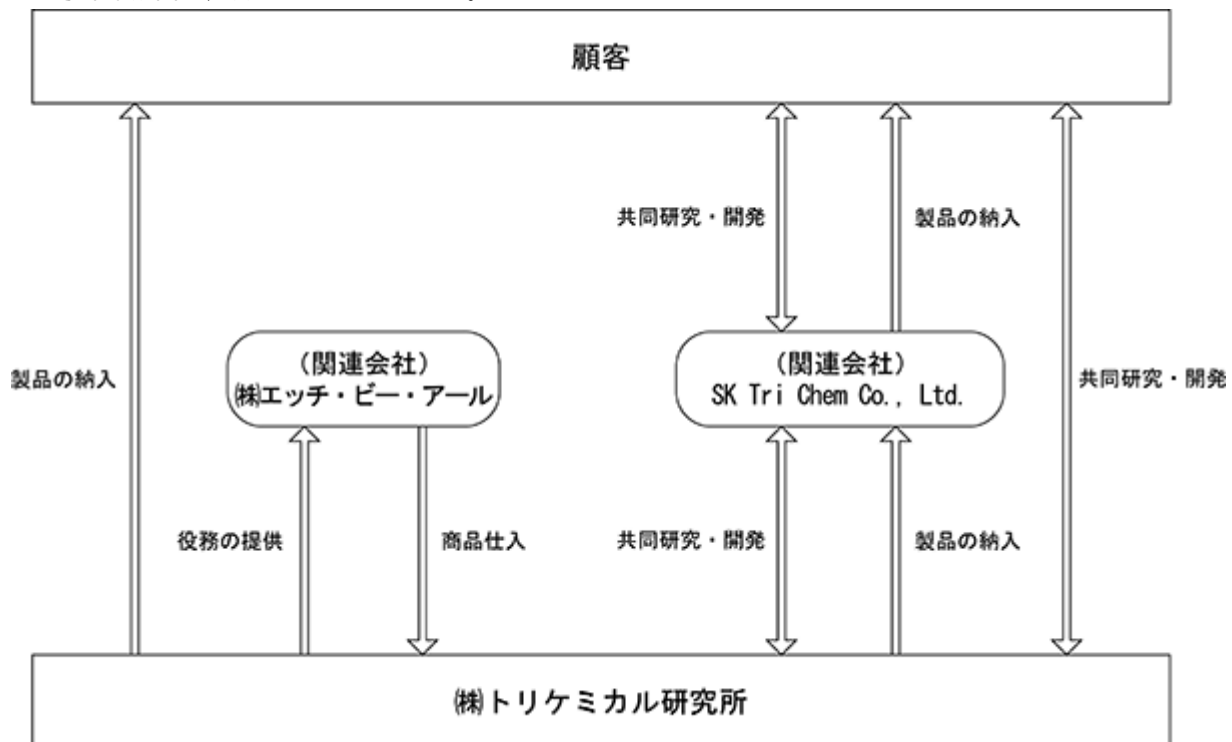 顧客
共同研究・開発
製品の納入
製品の納入
(関連会社)
㈱エッチ・ビー・アール
(関連会社)
SK Tri Chem Co., Ltd.
共同研究・開発
役務の提供
商品仕入
共同研究・開発
製品の納入
㈱トリケミカル研究所